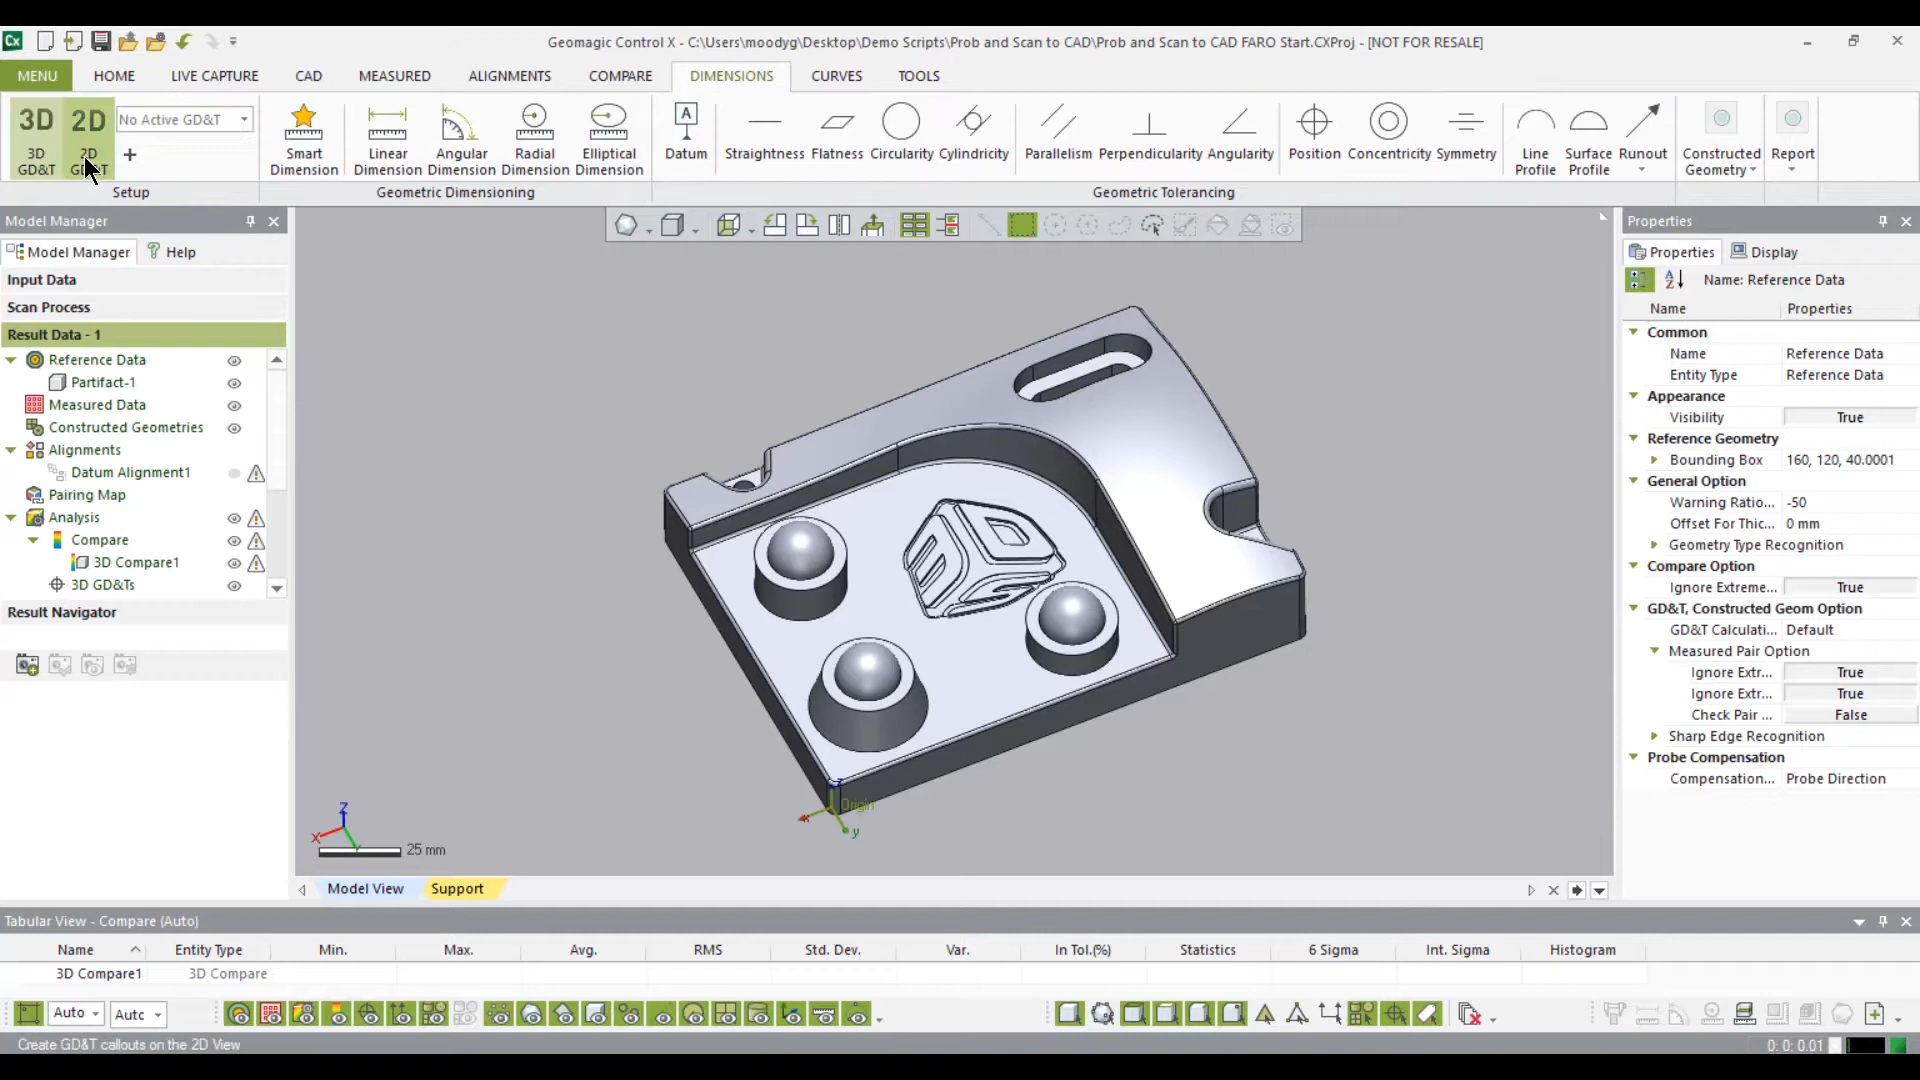 Cx
Geomagic Control X - C:\Users\moodyg\Desktop\Demo Scripts\Prob and Scan to CAD\Prob and Scan to CAD FARO Start.CXProj - [NOT FOR RESALE]
MENU HOME LIVE CAPTURE CAD MEASURED ALIGNMENTS COMPARE DIMENSIONS CURVES TOOLS
3D 2D No Active GD&T
3D GD&T 2D GD&T
Smart Dimension Linear Dimension Angular Dimension Radial Dimension Elliptical Dimension Datum Straightness Flatness Circularity Cylindricity Parallelism Perpendicularity Angularity Position Concentricity Symmetry Line Profile Surface Profile Runout Constructed Geometry Report
Setup Geometric Dimensioning Geometric Tolerancing
Model Manager
Model Manager Help
Input Data
Scan Process
Result Data - 1
Reference Data
Partifact-1
Measured Data
Constructed Geometries
Alignments
Datum Alignment1
Pairing Map
Analysis
Compare
3D Compare1
3D GD&Ts
Result Navigator
Origin
Z
X
y
25 mm
Model View Support
Properties
Properties Display
Name: Reference Data
Name Properties
Common
Name Reference Data
Entity Type Reference Data
Appearance
Visibility True
Reference Geometry
Bounding Box 160, 120, 40.0001
General Option
Warning Ratio... -50
Offset For Thic... 0 mm
Geometry Type Recognition
Compare Option
Ignore Extreme... True
GD&T, Constructed Geom Option
GD&T Calculati... Default
Measured Pair Option
Ignore Extr... True
Ignore Extr... True
Check Pair ... False
Sharp Edge Recognition
Probe Compensation
Compensation... Probe Direction
Tabular View - Compare (Auto)
Name Entity Type Min. Max. Avg. RMS Std. Dev. Var. In Tol.(%) Statistics 6 Sigma Int. Sigma Histogram
3D Compare1 3D Compare
Auto Autc
Create GD&T callouts on the 2D View
0: 0: 0.01